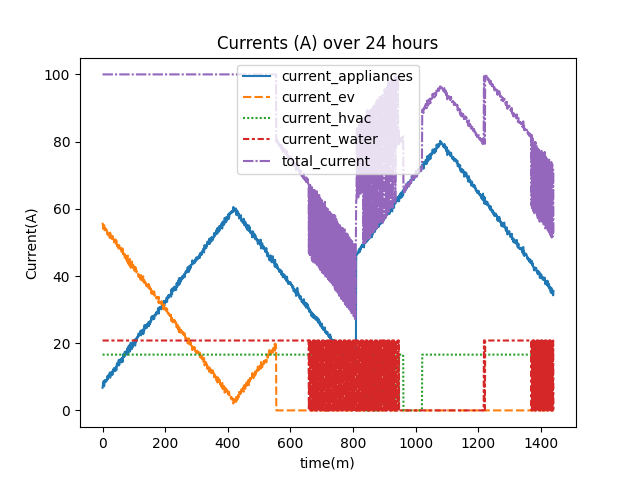 Currents (A) over 24 hours
100
80
60
40
20
0
Current(A)
current_appliances
current_ev
current_hvac
current_water
total_current
0 200 400 600 800 1000 1200 1400
time(m)